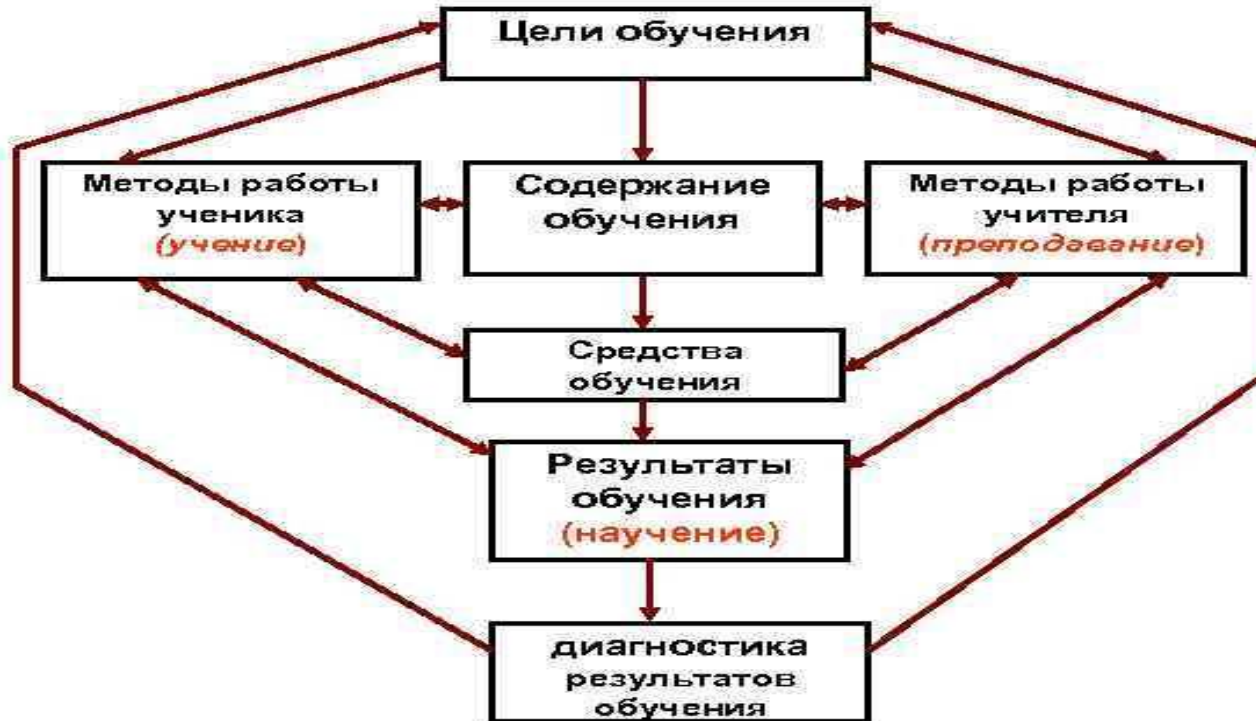 Цели обучения
Методы работы
ученика
(учение)
Содержание
обучения
Методы работы
учителя
(преподавание)
Средства
обучения
Результаты
обучения
(научение)
диагностика
результатов
обучения